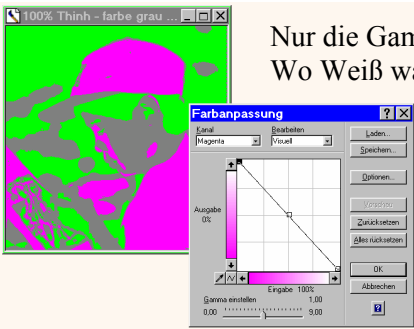 100% Thinh - farbe grau ...
Nur die Gam
Wo Weiß wa
Farbanpassung
Kanal
Bearbeiten
Magenta
Visuell
Laden...
Speichern...
Optionen...
Vorschau
Zurücksetzen
Alles rücksetzen
OK
Abbrechen
Ausgabe
0%
Eingabe 100%
Gamma einstellen 1,00
0,00 9,00